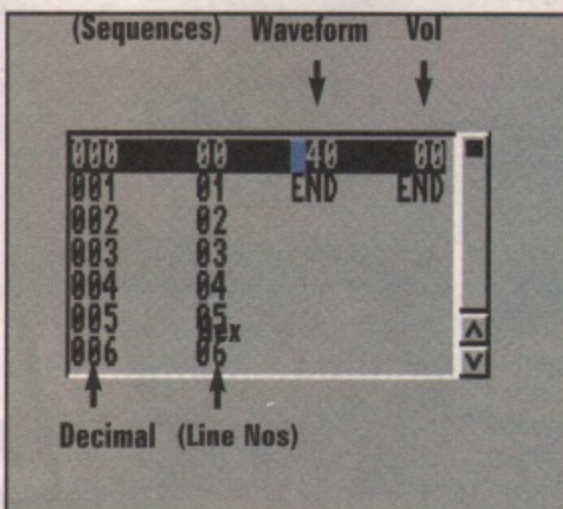 (Sequences) Waveform Vol
000 00 40 00
001 01 END END
002 02
003 03
004 04
005 05
Hex
006 06
Decimal (Line Nos)